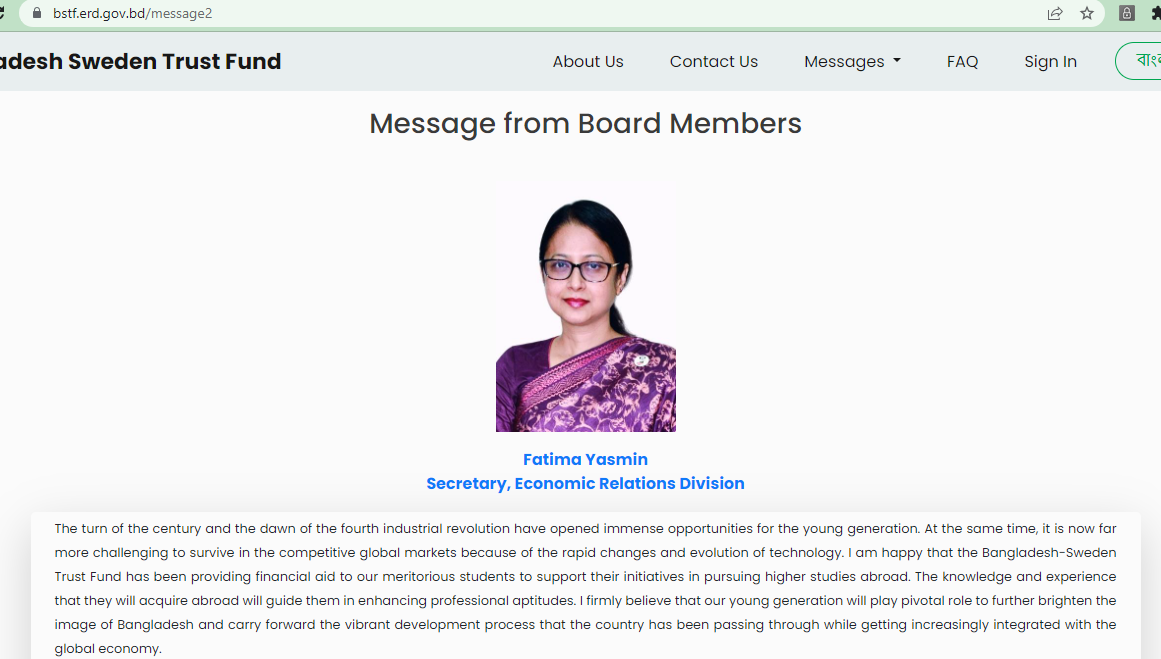 bstf.erd.gov.bd/message2
adesh Sweden Trust Fund
About Us
Contact Us
Messages
FAQ
Sign In
Message from Board Members
Fatima Yasmin
Secretary, Economic Relations Division
The turn of the century and the dawn of the fourth industrial revolution have opened immense opportunities for the young generation. At the same time, it is now far
more challenging to survive in the competitive global markets because of the rapid changes and evolution of technology. I am happy that the Bangladesh-Sweden
Trust Fund has been providing financial aid to our meritorious students to support their initiatives in pursuing higher studies abroad. The knowledge and experience
that they will acquire abroad will guide them in enhancing professional aptitudes. I firmly believe that our young generation will play pivotal role to further brighten the
image of Bangladesh and carry forward the vibrant development process that the country has been passing through while getting increasingly integrated with the
global economy.